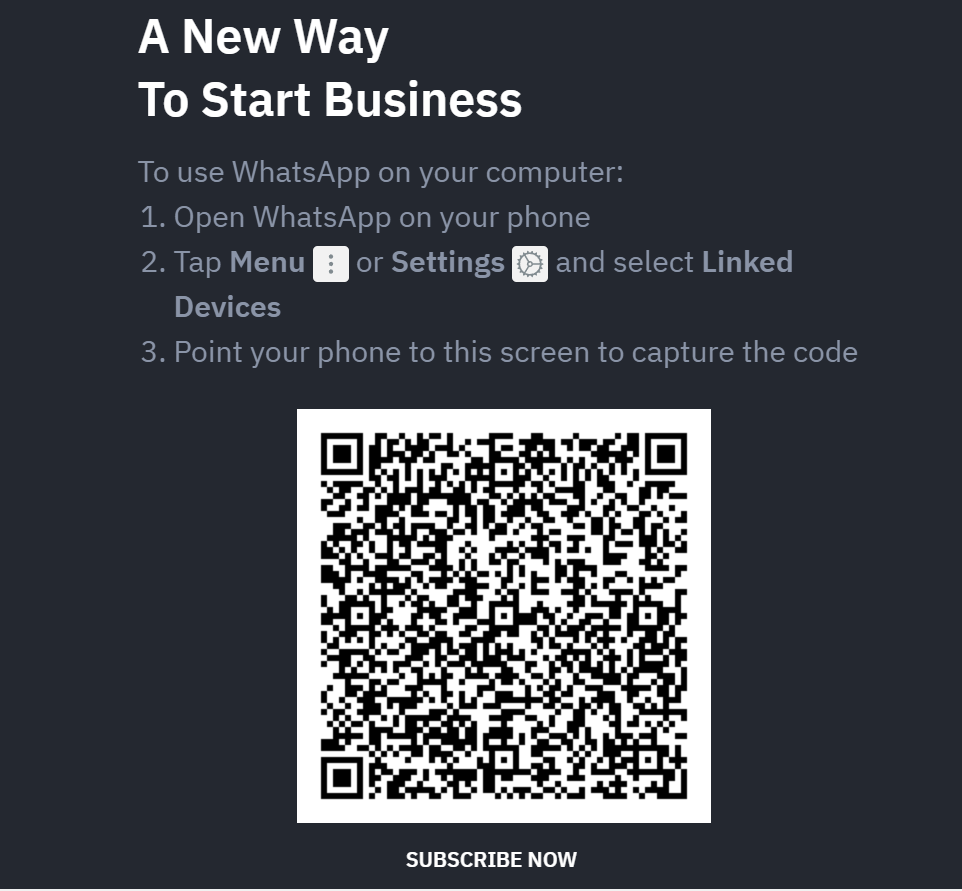 A New Way
To Start Business
To use WhatsApp on your computer:
1. Open WhatsApp on your phone
2. Tap Menu or Settings and select Linked
Devices
3. Point your phone to this screen to capture the code
SUBSCRIBE NOW